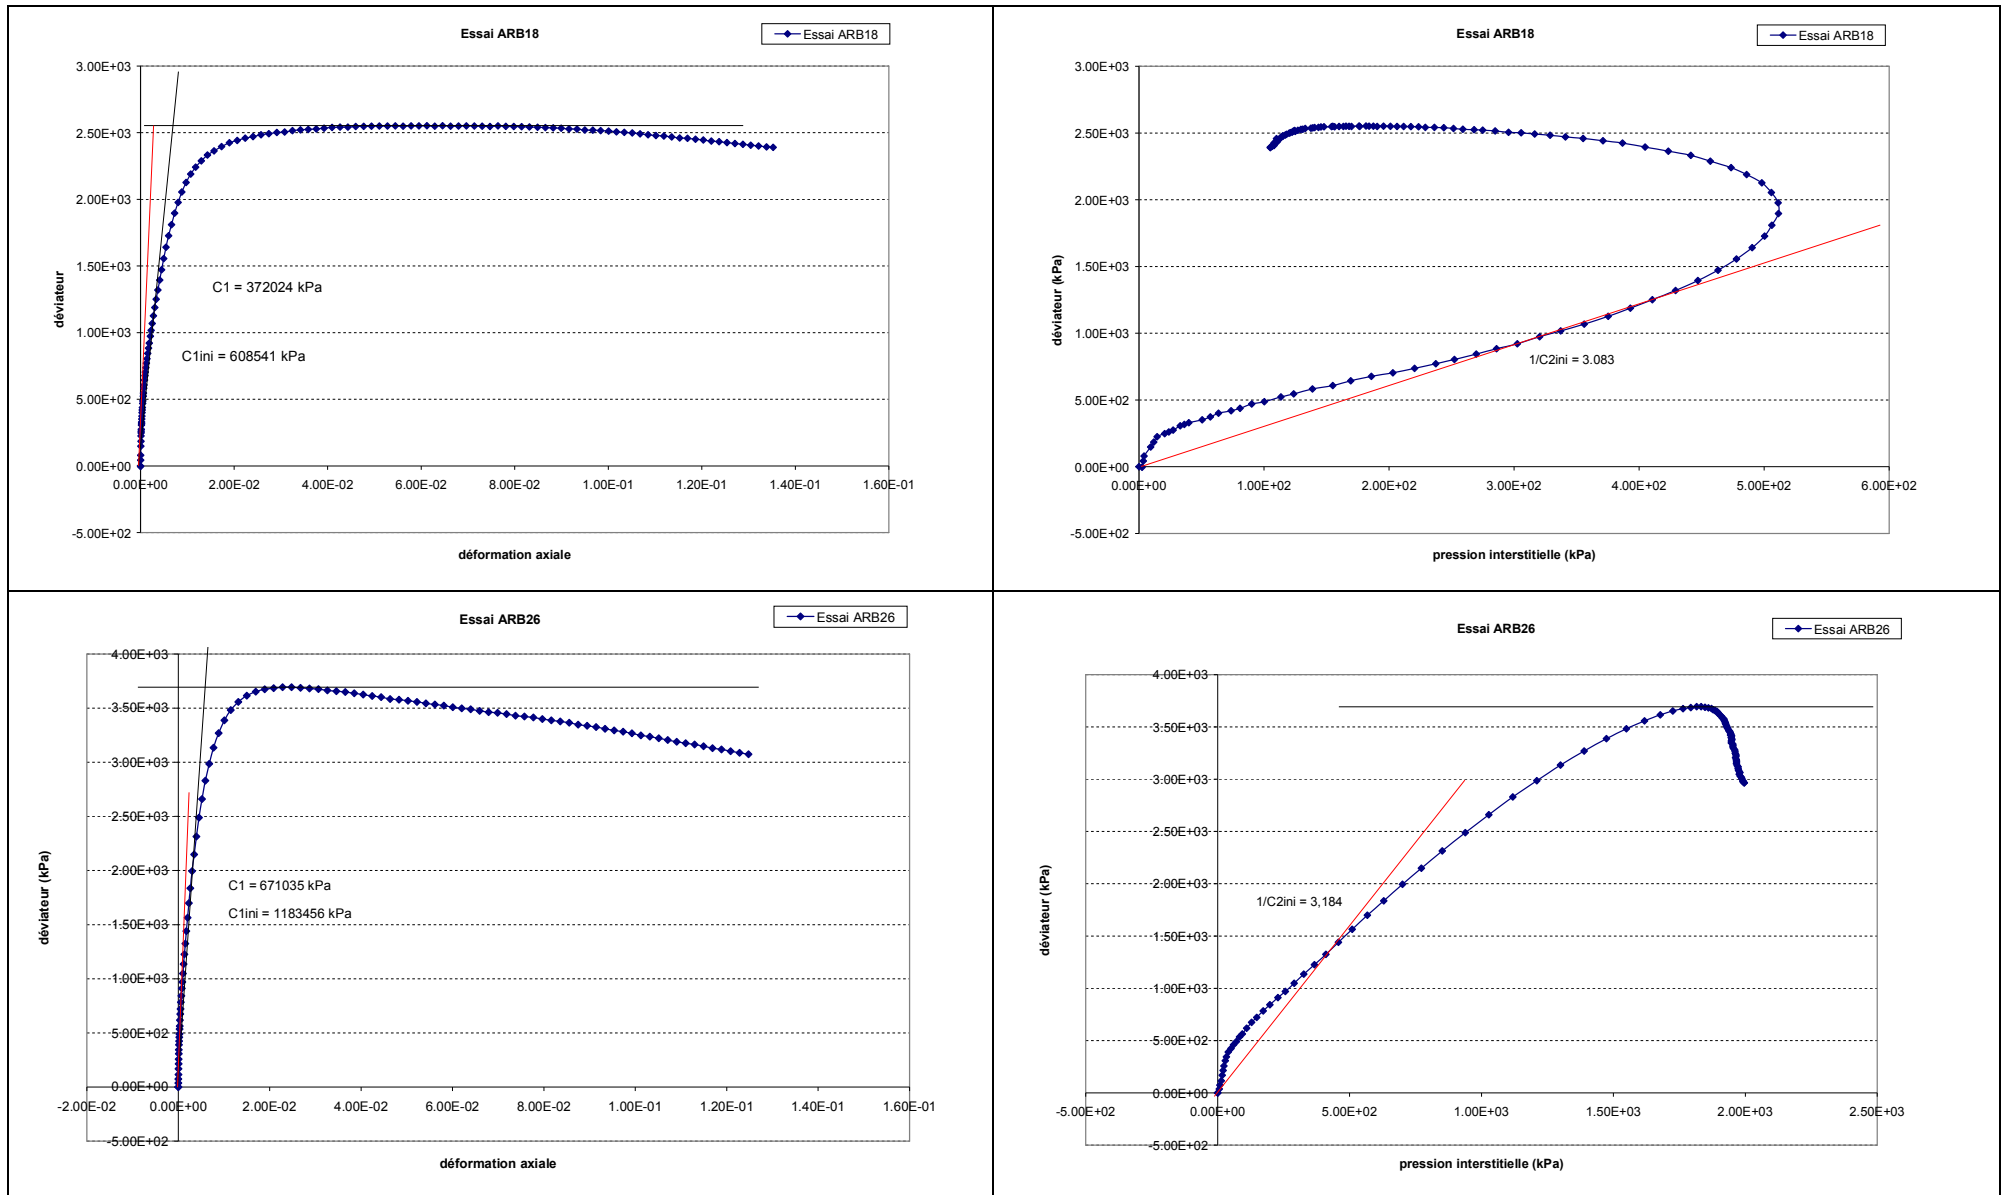 Essai ARB18
Essai ARB18
3.00E+03
2.50E+03
2.00E+03
1.50E+03
1.00E+03
5.00E+02
0.00E+00
-5.00E+02
déviateur
C1 = 372024 kPa
C1ini = 608541 kPa
0.00E+00 2.00E-02 4.00E-02 6.00E-02 8.00E-02 1.00E-01 1.20E-01 1.40E-01 1.60E-01
déformation axiale
Essai ARB18
Essai ARB18
3.00E+03
2.50E+03
2.00E+03
1.50E+03
1.00E+03
5.00E+02
0.00E+00
-5.00E+02
déviateur (kPa)
1/C2ini = 3.083
0.00E+00 1.00E+02 2.00E+02 3.00E+02 4.00E+02 5.00E+02 6.00E+02
pression interstitielle (kPa)
Essai ARB26
Essai ARB26
4.00E+03
3.50E+03
3.00E+03
2.50E+03
2.00E+03
1.50E+03
1.00E+03
5.00E+02
0.00E+00
-5.00E+02
déviateur (kPa)
C1 = 671035 kPa
C1ini = 1183456 kPa
-2.00E-02 0.00E+00 2.00E-02 4.00E-02 6.00E-02 8.00E-02 1.00E-01 1.20E-01 1.40E-01 1.60E-01
déformation axiale
Essai ARB26
Essai ARB26
4.00E+03
3.50E+03
3.00E+03
2.50E+03
2.00E+03
1.50E+03
1.00E+03
5.00E+02
0.00E+00
-5.00E+02
déviateur (kPa)
1/C2ini = 3,184
-5.00E+02 0.00E+00 5.00E+02 1.00E+03 1.50E+03 2.00E+03 2.50E+03
pression interstitielle (kPa)